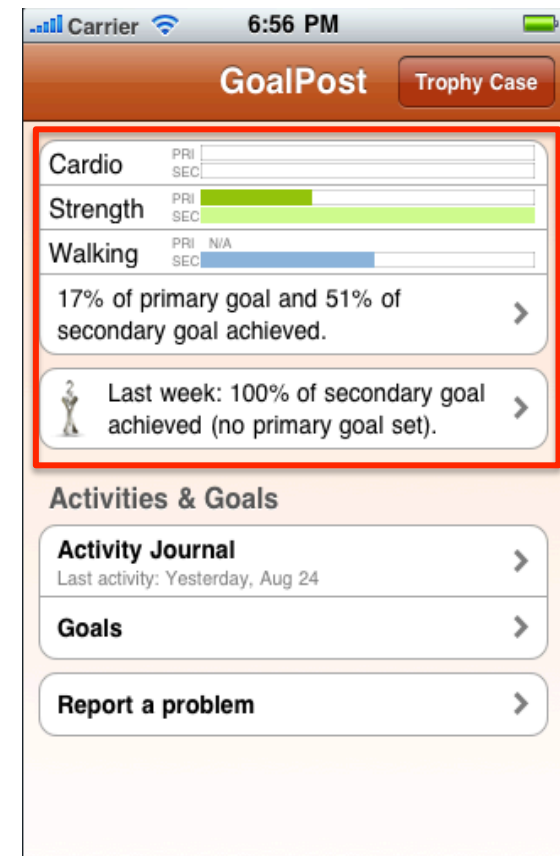 Carrier 6:56 PM
GoalPost Trophy Case
Cardio PRI
SEC
Strength PRI
SEC
Walking PRI N/A
SEC
17% of primary goal and 51% of
secondary goal achieved.
Last week: 100% of secondary goal
achieved (no primary goal set).
Activities & Goals
Activity Journal
Last activity: Yesterday, Aug 24
Goals
Report a problem